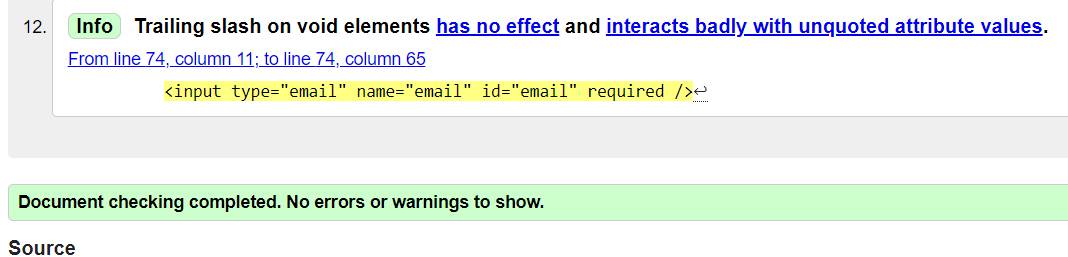 12. Info Trailing slash on void elements has no effect and interacts badly with unquoted attribute values.
From line 74, column 11; to line 74, column 65
<input type="email" name="email" id="email" required />↩
Document checking completed. No errors or warnings to show.
Source